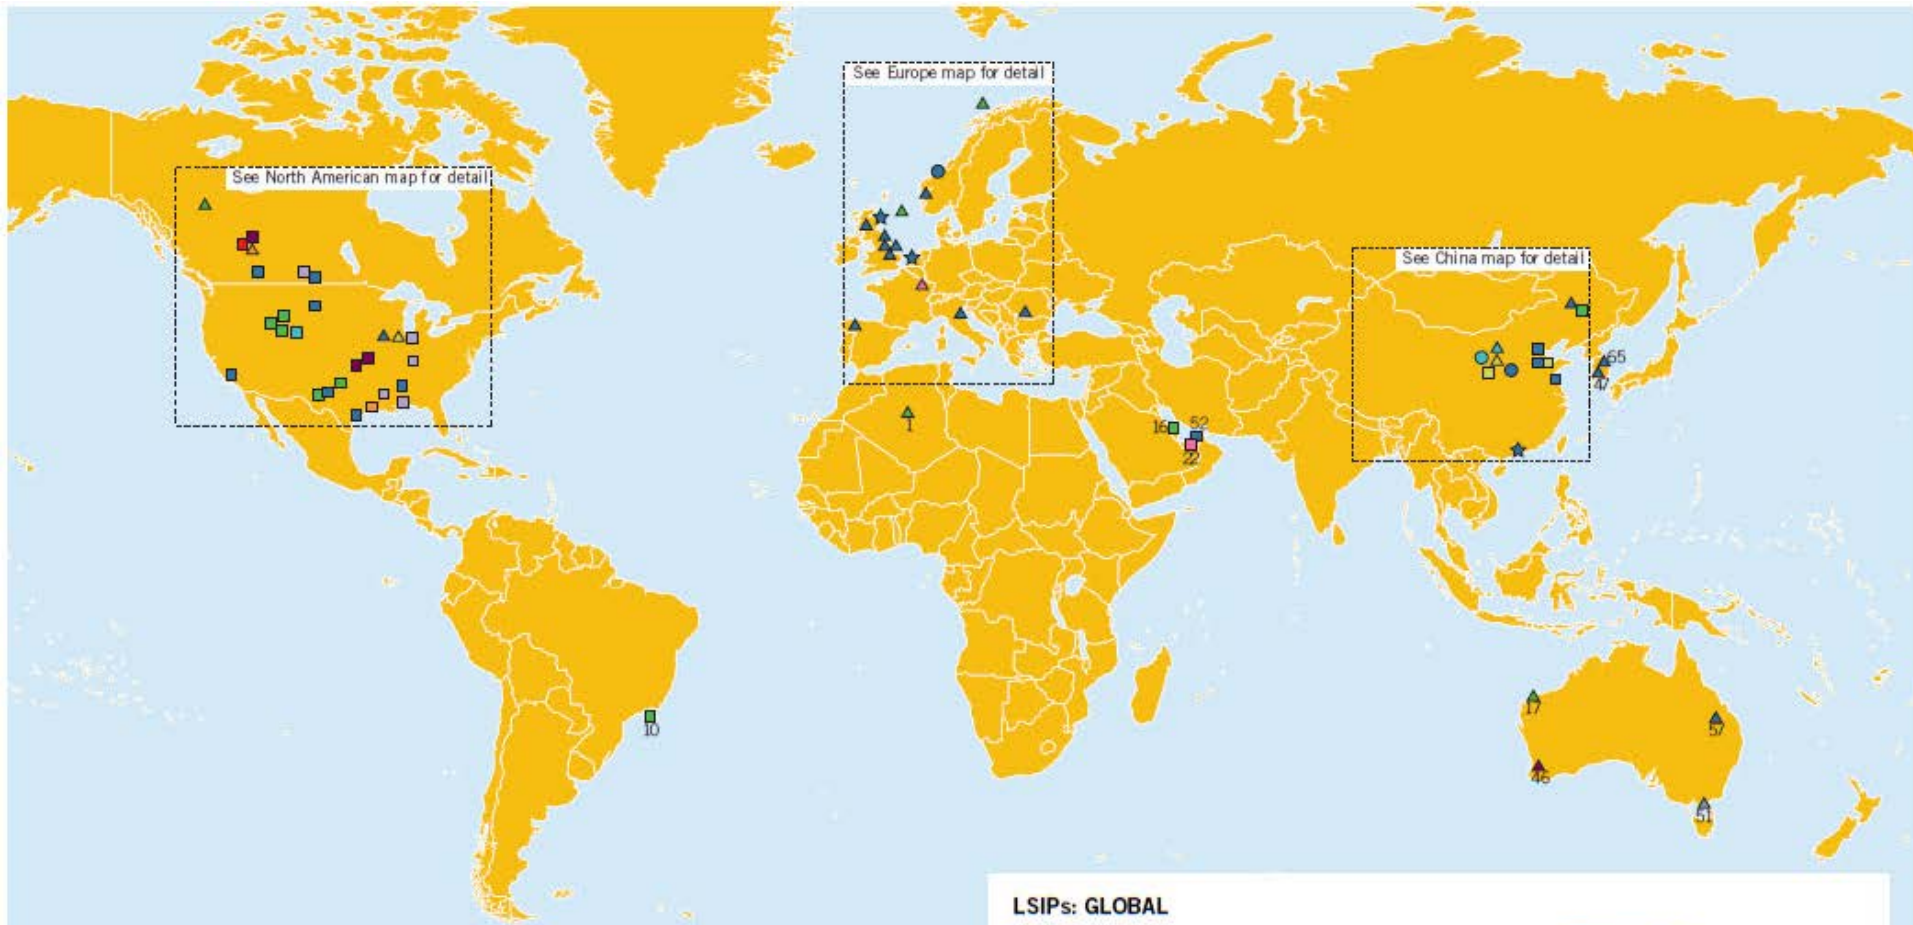 See Europe map for detail
See North American map for detail
See China map for detail
55
47
1
16
52
22
10
17
57
46
51
LSIPs: GLOBAL